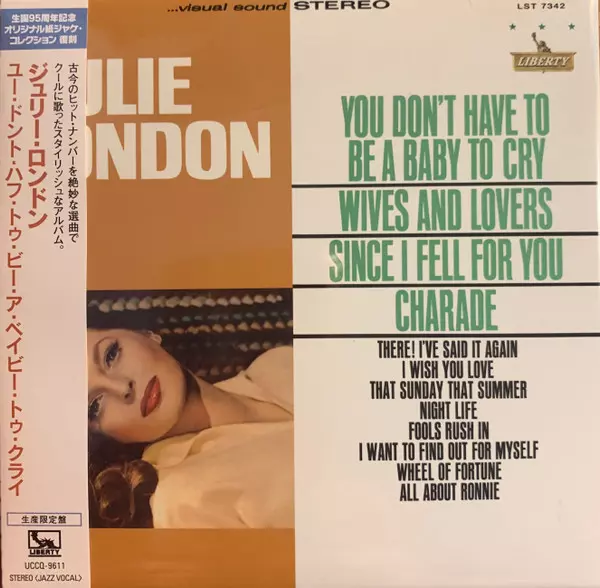 生誕95周年記念
オリジナル紙ジャケ・
コレクション 復刻
古今のヒット・ナンバーを絶妙な選曲で
クールに歌ったスタイリッシュなアルバム。
ジュリー・ロンドン
ユー・ドント・ハフ・トゥ・ビー・ア・ベイビー・トゥ・クライ
生産限定盤
LIBERTY
UCCQ-9611
STEREO〈JAZZ VOCAL〉
...visual sound STEREO
LST 7342
LIBERTY
ULIE
ONDON
YOU DON'T HAVE TO
BE A BABY TO CRY
WIVES AND LOVERS
SINCE I FELL FOR YOU
CHARADE
THERE! I'VE SAID IT AGAIN
I WISH YOU LOVE
THAT SUNDAY THAT SUMMER
NIGHT LIFE
FOOLS RUSH IN
I WANT TO FIND OUT FOR MYSELF
WHEEL OF FORTUNE
ALL ABOUT RONNIE